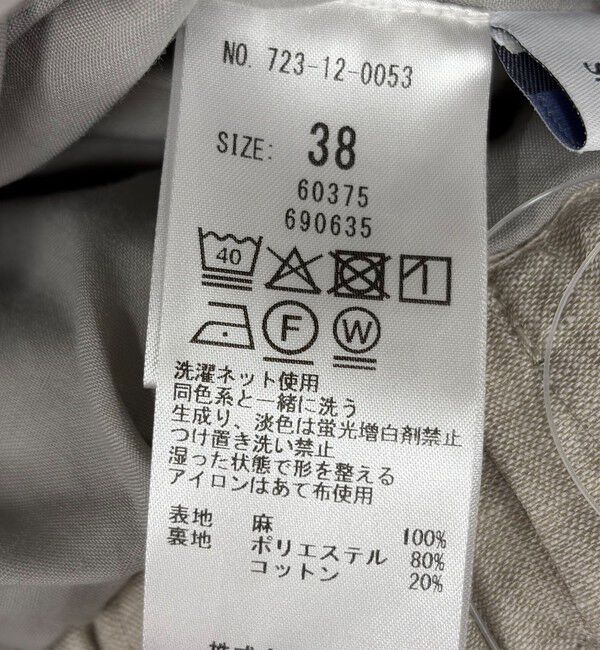 NO. 723-12-0053
SIZE: 38
60375
690635
40
F W
洗濯ネット使用
同色系と一緒に洗う
生成り、淡色は蛍光増白剤禁止
つけ置き洗い禁止
湿った状態で形を整える
アイロンはあて布使用
表地 麻 100%
裏地 ポリエステル 80%
コットン 20%